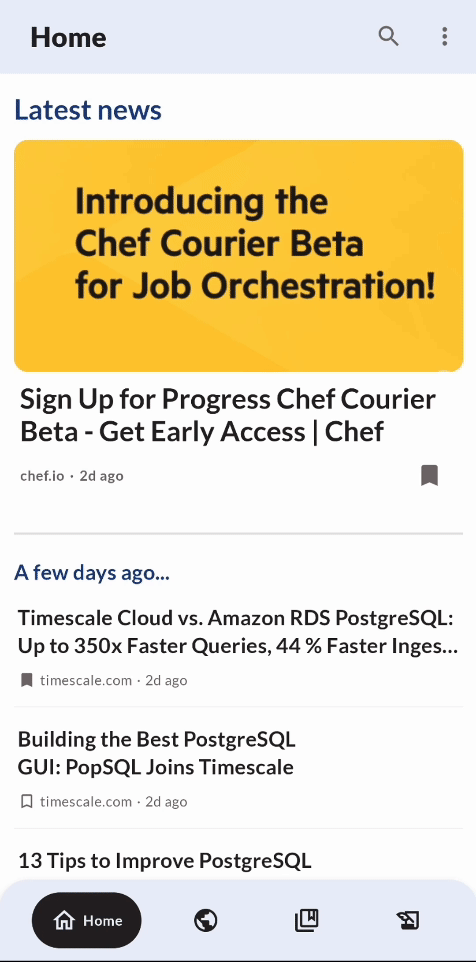 Home
Latest news
Introducing the
Chef Courier Beta
for Job Orchestration!
Sign Up for Progress Chef Courier
Beta - Get Early Access | Chef
chef.io · 2d ago
A few days ago...
Timescale Cloud vs. Amazon RDS PostgreSQL:
Up to 350x Faster Queries, 44 % Faster Inges...
timescale.com · 2d ago
Building the Best PostgreSQL
GUI: PopSQL Joins Timescale
timescale.com · 2d ago
13 Tips to Improve PostgreSQL
Home